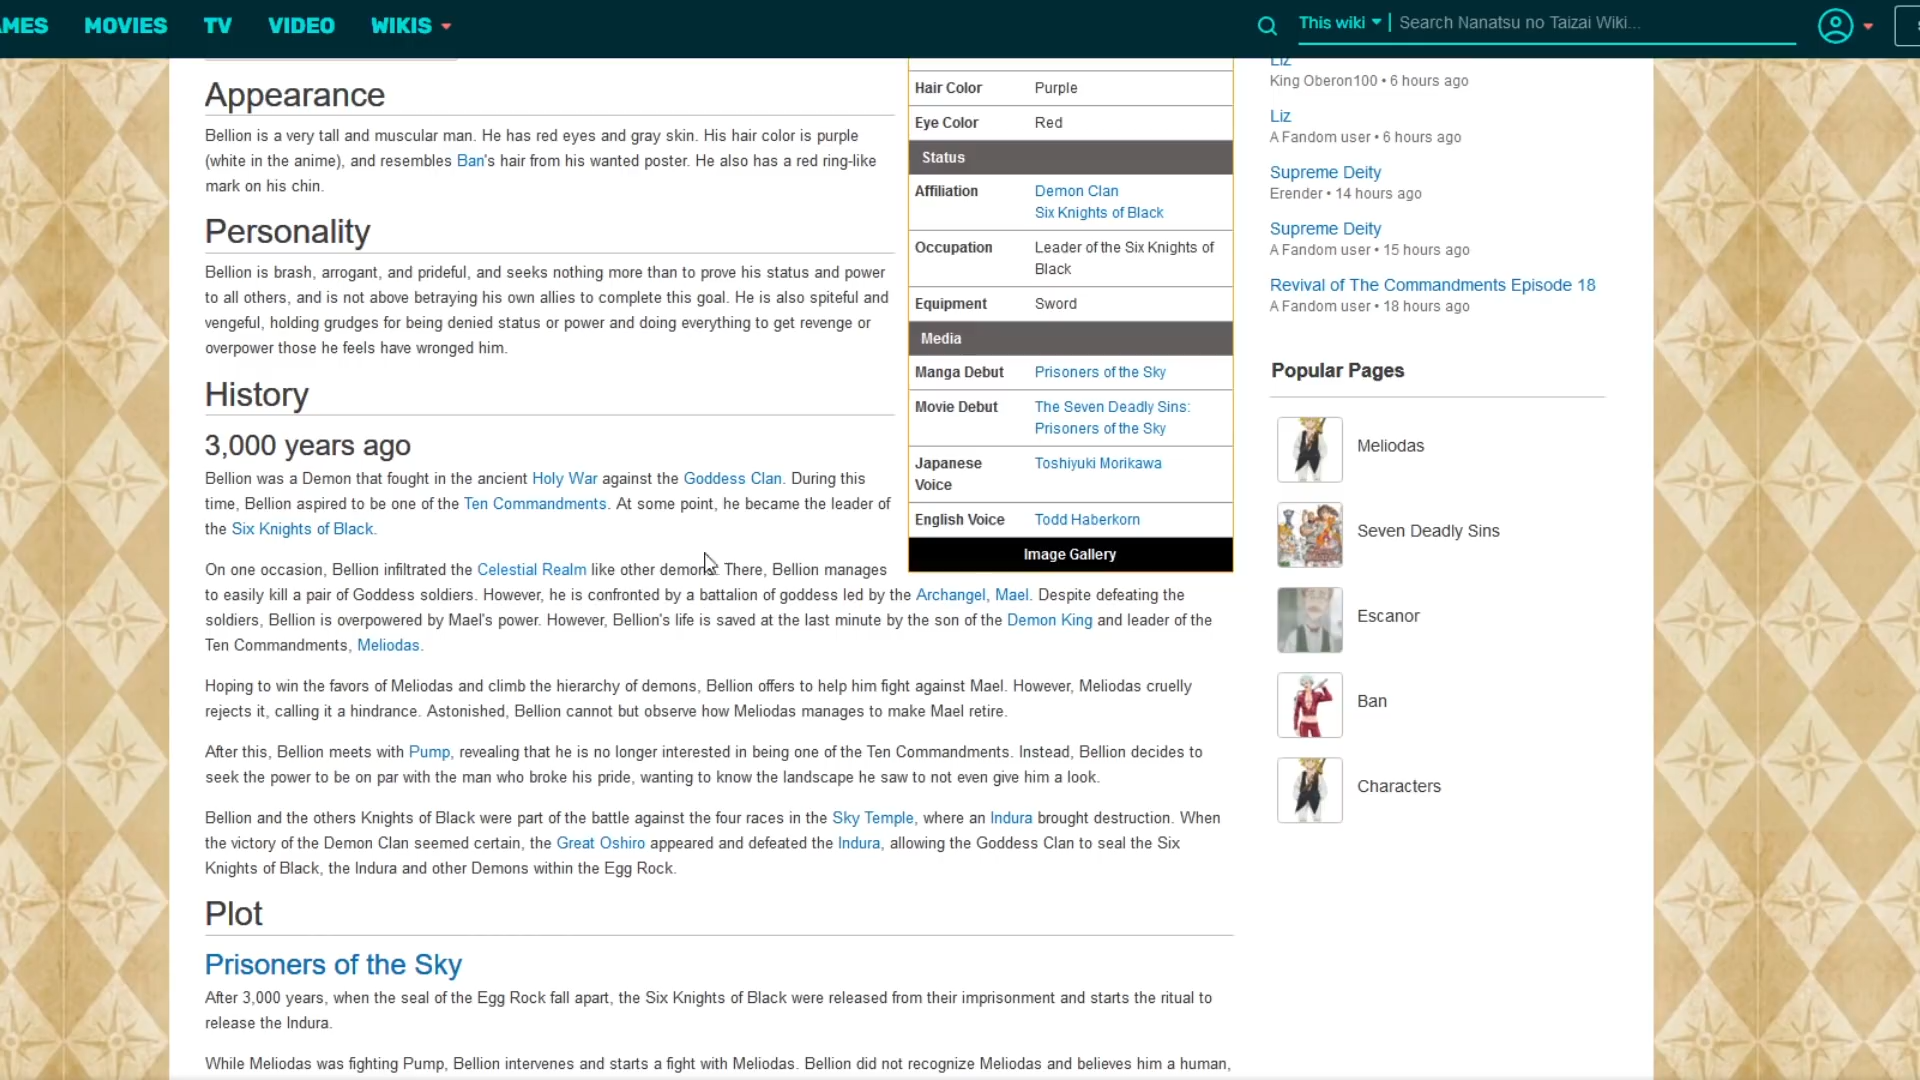 MES MOVIES TV VIDEO WIKIS
This wiki | Search Nanatsu no Taizai Wiki...
Appearance
Bellion is a very tall and muscular man. He has red eyes and gray skin. His hair color is purple
(white in the anime), and resembles Ban's hair from his wanted poster. He also has a red ring-like
mark on his chin.
Personality
Bellion is brash, arrogant, and prideful, and seeks nothing more than to prove his status and power
to all others, and is not above betraying his own allies to complete this goal. He is also spiteful and
vengeful, holding grudges for being denied status or power and doing everything to get revenge or
overpower those he feels have wronged him.
History
3,000 years ago
Bellion was a Demon that fought in the ancient Holy War against the Goddess Clan. During this
time, Bellion aspired to be one of the Ten Commandments. At some point, he became the leader of
the Six Knights of Black.
On one occasion, Bellion infiltrated the Celestial Realm like other demons. There, Bellion manages
to easily kill a pair of Goddess soldiers. However, he is confronted by a battalion of goddess led by the Archangel, Mael. Despite defeating the
soldiers, Bellion is overpowered by Mael's power. However, Bellion's life is saved at the last minute by the son of the Demon King and leader of the
Ten Commandments, Meliodas.
Hoping to win the favors of Meliodas and climb the hierarchy of demons, Bellion offers to help him fight against Mael. However, Meliodas cruelly
rejects it, calling it a hindrance. Astonished, Bellion cannot but observe how Meliodas manages to make Mael retire.
After this, Bellion meets with Pump, revealing that he is no longer interested in being one of the Ten Commandments. Instead, Bellion decides to
seek the power to be on par with the man who broke his pride, wanting to know the landscape he saw to not even give him a look.
Bellion and the others Knights of Black were part of the battle against the four races in the Sky Temple, where an Indura brought destruction. When
the victory of the Demon Clan seemed certain, the Great Oshiro appeared and defeated the Indura, allowing the Goddess Clan to seal the Six
Knights of Black, the Indura and other Demons within the Egg Rock.
Plot
Prisoners of the Sky
After 3,000 years, when the seal of the Egg Rock fall apart, the Six Knights of Black were released from their imprisonment and starts the ritual to
release the Indura.
While Meliodas was fighting Pump, Bellion intervenes and starts a fight with Meliodas. Bellion did not recognize Meliodas and believes him a human,
Hair Color Purple
Eye Color Red
Status
Affiliation Demon Clan
Six Knights of Black
Occupation Leader of the Six Knights of
Black
Equipment Sword
Media
Manga Debut Prisoners of the Sky
Movie Debut The Seven Deadly Sins:
Prisoners of the Sky
Japanese Toshiyuki Morikawa
Voice
English Voice Todd Haberkorn
Image Gallery
Liz
King Oberon100 • 6 hours ago
Liz
A Fandom user • 6 hours ago
Supreme Deity
Erender • 14 hours ago
Supreme Deity
A Fandom user • 15 hours ago
Revival of The Commandments Episode 18
A Fandom user • 18 hours ago
Popular Pages
Meliodas
Seven Deadly Sins
Escanor
Ban
Characters